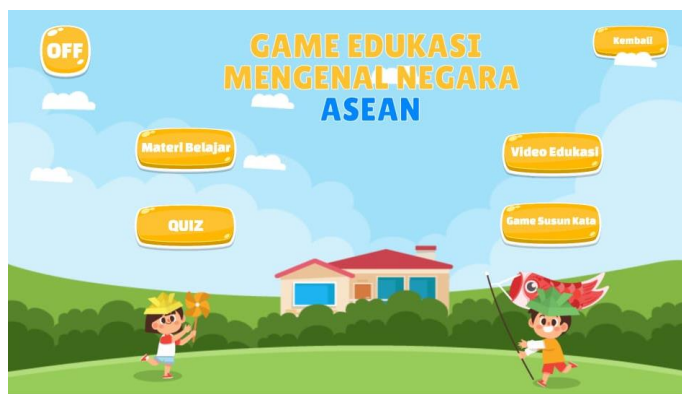 OFF
GAME EDUKASI
MENGENAL NEGARA
ASEAN
Kembali
Materi Belajar
Video Edukasi
QUIZ
Game Susun Kata